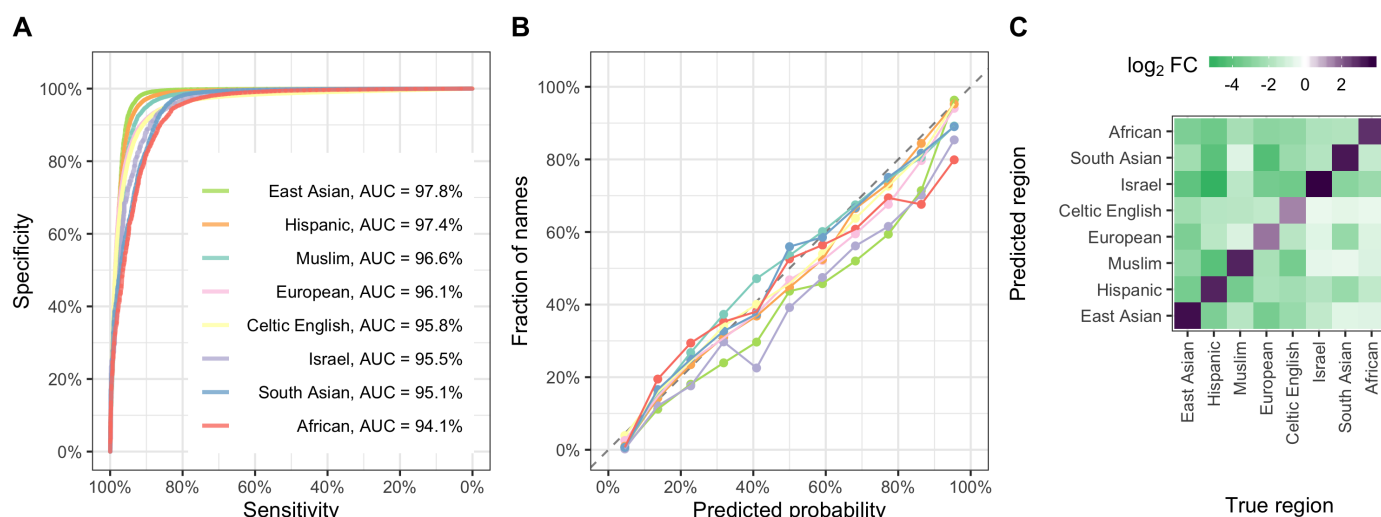 A
100%
80%
60%
40%
20%
0%
Specificity
East Asian, AUC = 97.8%
Hispanic, AUC = 97.4%
Muslim, AUC = 96.6%
European, AUC = 96.1%
Celtic English, AUC = 95.8%
Israel, AUC = 95.5%
South Asian, AUC = 95.1%
African, AUC = 94.1%
100% 80% 60% 40% 20% 0%
Sensitivity
B
100%
80%
60%
40%
20%
0%
Fraction of names
0% 20% 40% 60% 80% 100%
Predicted probability
C
log₂ FC
-4 -2 0 2
Predicted region
African
South Asian
Israel
Celtic English
European
Muslim
Hispanic
East Asian
East Asian
Hispanic
Muslim
European
Celtic English
Israel
South Asian
African
True region